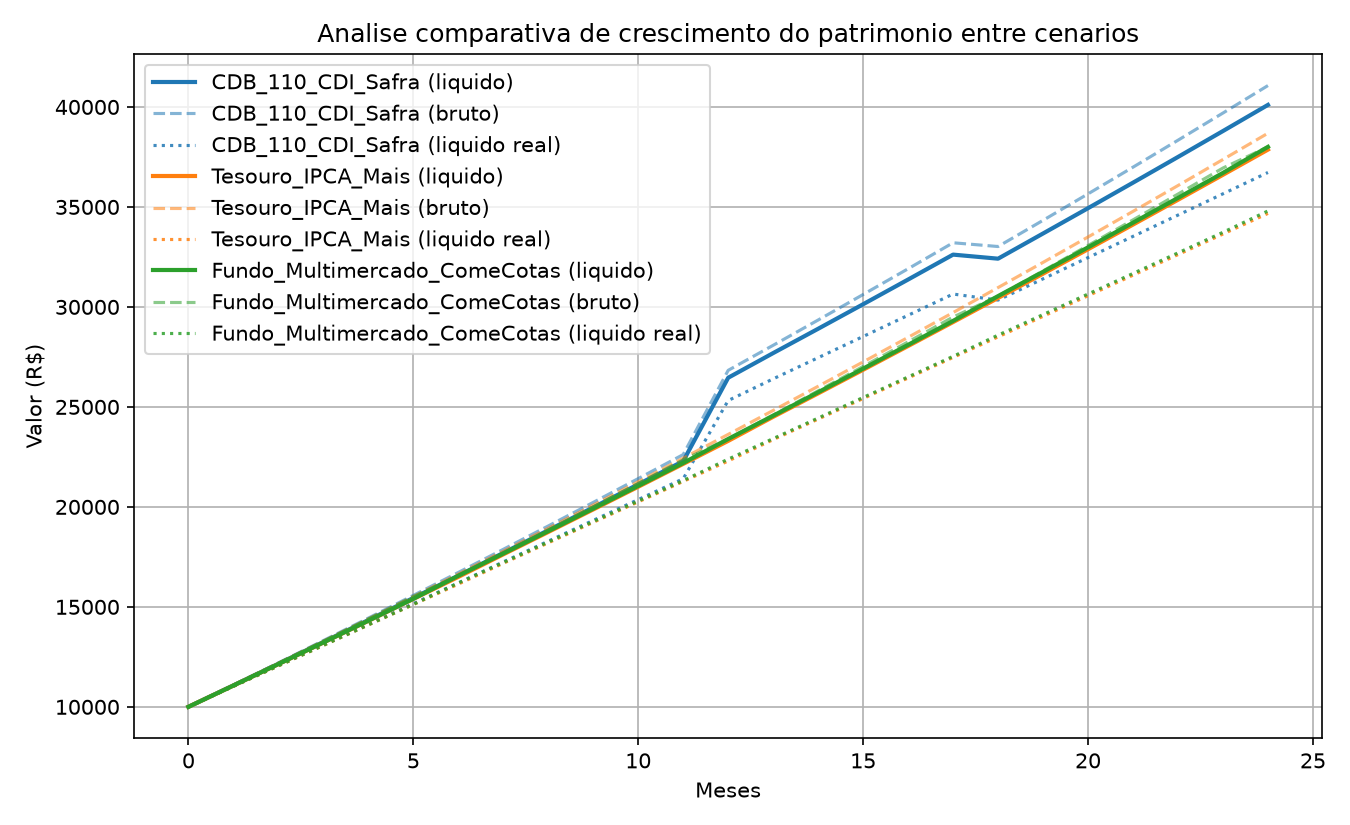 Analise comparativa de crescimento do patrimonio entre cenarios
CDB_110_CDI_Safra (liquido)
CDB_110_CDI_Safra (bruto)
CDB_110_CDI_Safra (liquido real)
Tesouro_IPCA_Mais (liquido)
Tesouro_IPCA_Mais (bruto)
Tesouro_IPCA_Mais (liquido real)
Fundo_Multimercado_ComeCotas (liquido)
Fundo_Multimercado_ComeCotas (bruto)
Fundo_Multimercado_ComeCotas (liquido real)
Valor (R$)
40000
35000
30000
25000
20000
15000
10000
0 5 10 15 20 25
Meses